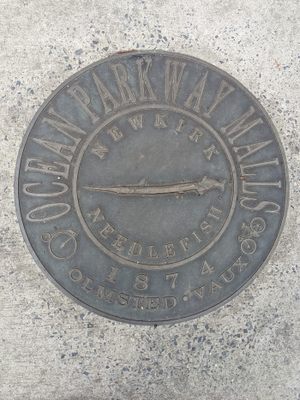 OCEAN PARKWAY MALLS
NEWKIRK
NEEDLEFISH
1874
OLMSTED · VAUX